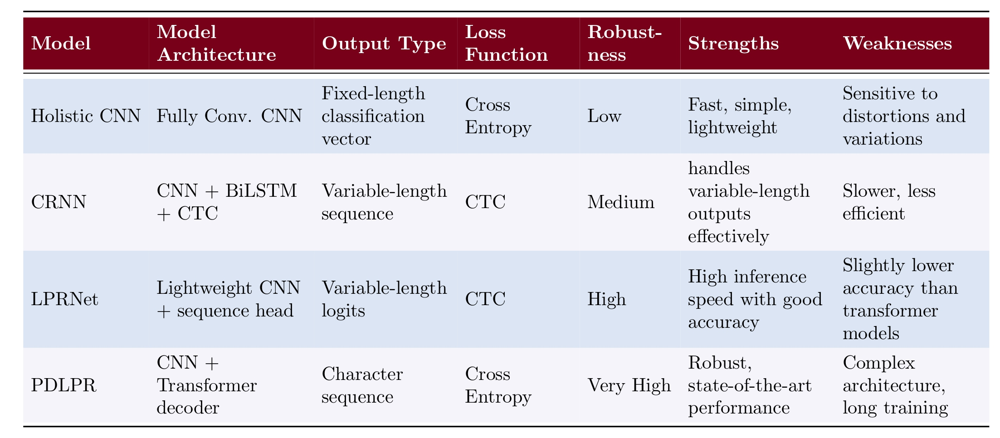 Model
Model
Architecture
Output Type
Loss
Function
Robust-
ness
Strengths
Weaknesses
Holistic CNN
Fully Conv. CNN
Fixed-length
classification
vector
Cross
Entropy
Low
Fast, simple,
lightweight
Sensitive to
distortions and
variations
CRNN
CNN + BiLSTM
+ CTC
Variable-length
sequence
CTC
Medium
handles
variable-length
outputs
effectively
Slower, less
efficient
LPRNet
Lightweight CNN
+ sequence head
Variable-length
logits
CTC
High
High inference
speed with good
accuracy
Slightly lower
accuracy than
transformer
models
PDLPR
CNN +
Transformer
decoder
Character
sequence
Cross
Entropy
Very High
Robust,
state-of-the-art
performance
Complex
architecture,
long training